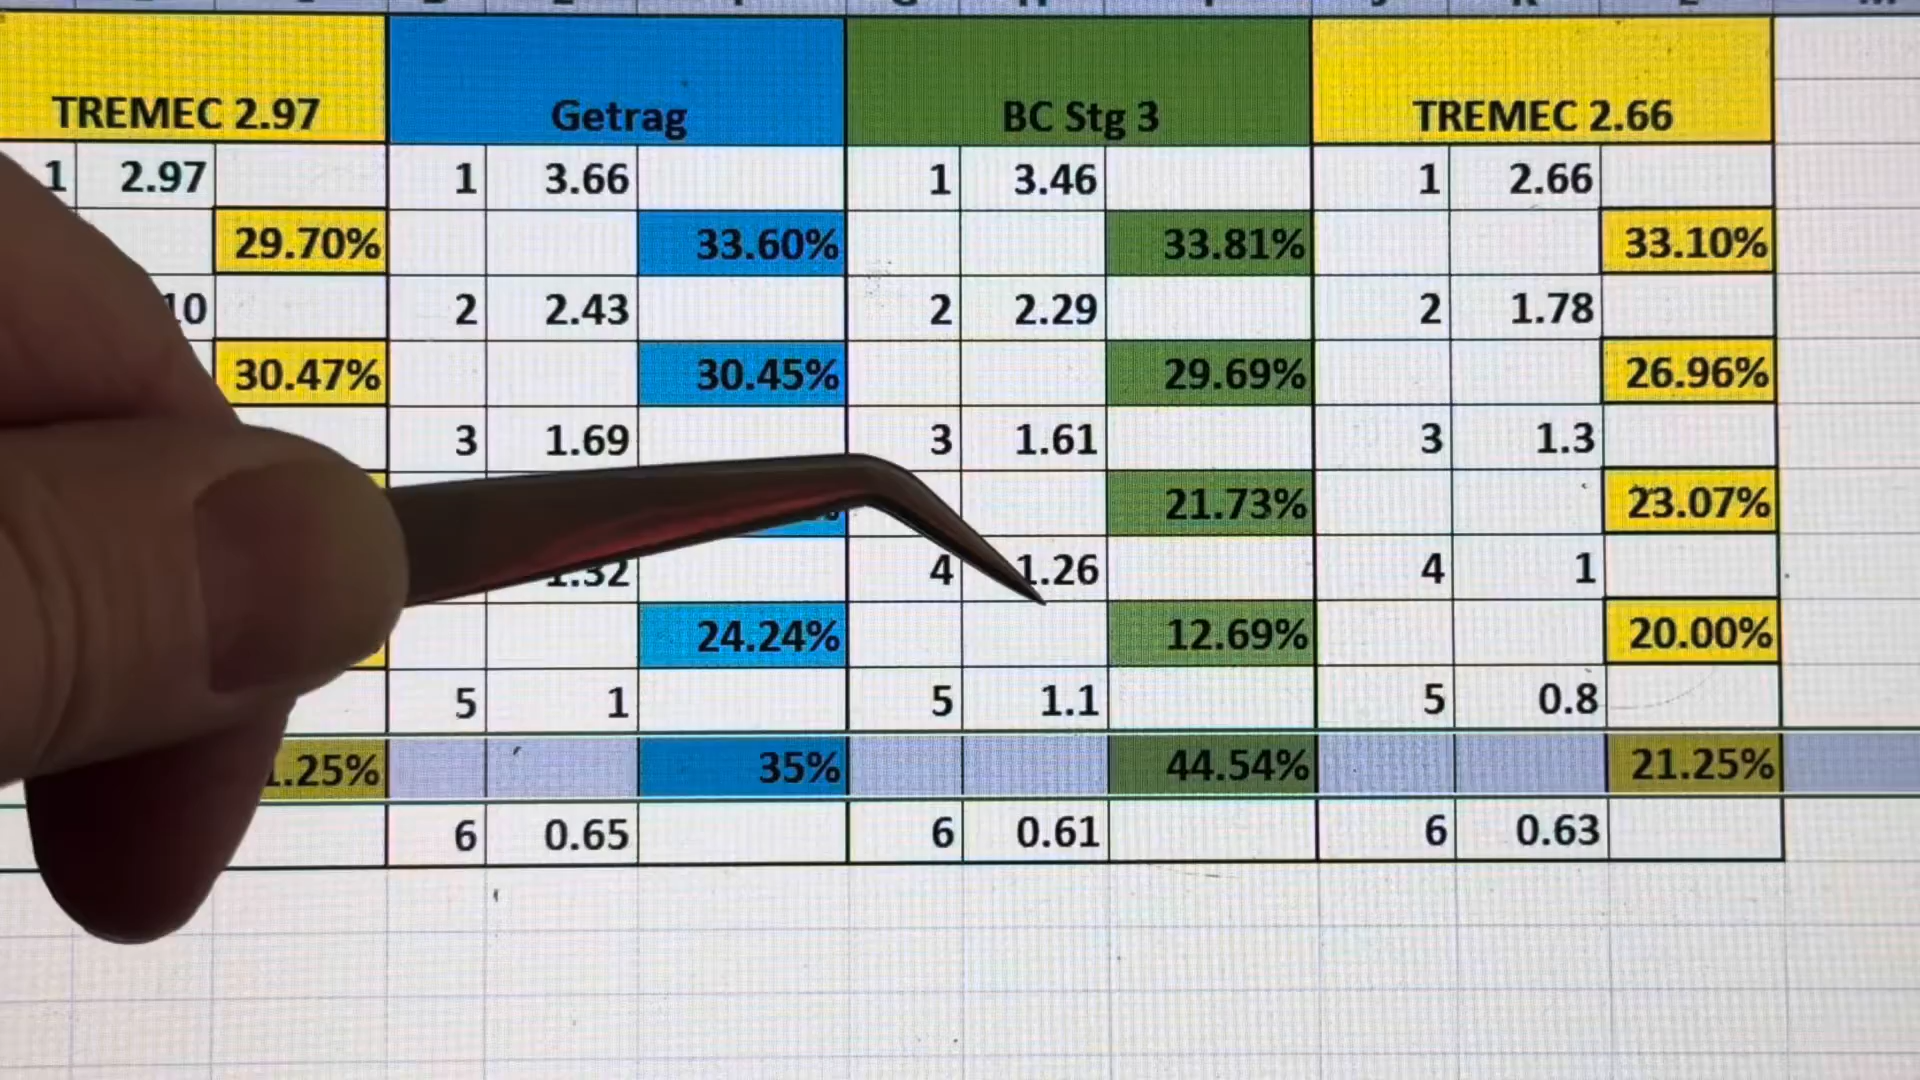 TREMEC 2.97 Getrag BC Stg 3 TREMEC 2.66
1 2.97 1 3.66 1 3.46 1 2.66
29.70% 33.60% 33.81% 33.10%
2 2.43 2 2.29 2 1.78
30.47% 30.45% 29.69% 26.96%
3 1.69 3 1.61 3 1.3
21.73% 23.07%
1.32 4 1.26 4 1
24.24% 12.69% 20.00%
5 1 5 1.1 5 0.8
35% 44.54% 21.25%
6 0.65 6 0.61 6 0.63